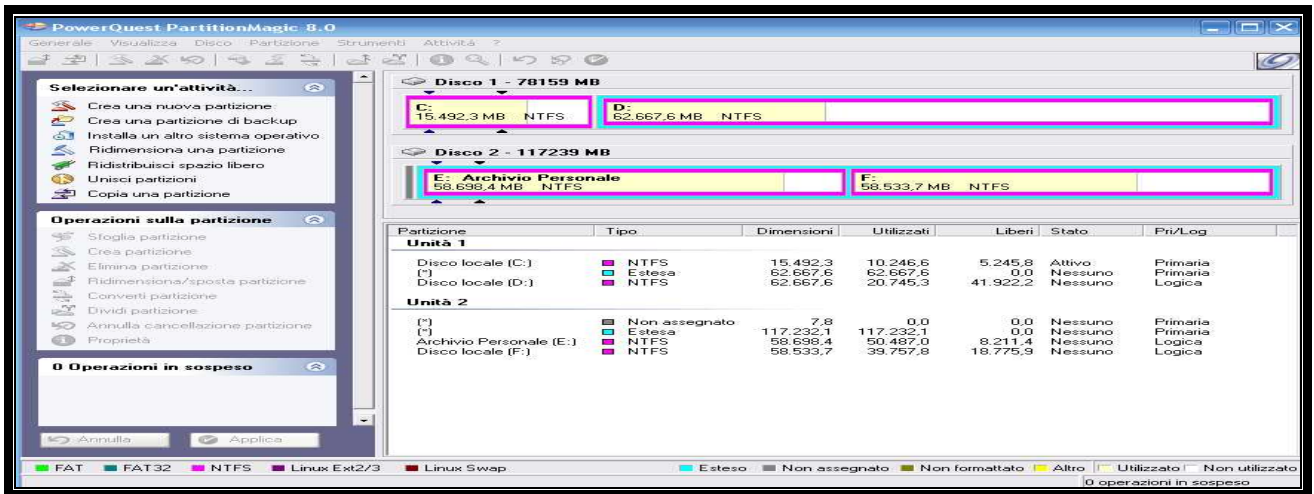 PowerQuest PartitionMagic 8.0
Generale Visualizza Disco Partizione Strumenti Attività ?
Selezionare un'attività...
Crea una nuova partizione
Crea una partizione di backup
Installa un altro sistema operativo
Ridimensiona una partizione
Ridistribuisci spazio libero
Unisci partizioni
Copia una partizione
Operazioni sulla partizione
Sfoglia partizione
Crea partizione
Elimina partizione
Ridimensiona/sposta partizione
Converti partizione
Dividi partizione
Annulla cancellazione partizione
Proprietà
0 Operazioni in sospeso
Annulla Applica
Disco 1 - 78159 MB
C: D:
15.492,3 MB NTFS 62.667,6 MB NTFS
Disco 2 - 117239 MB
E: Archivio Personale F:
58.698,4 MB NTFS 58.533,7 MB NTFS
Partizione Tipo Dimensioni Utilizzati Liberi Stato Pri/Log
Unità 1
Disco locale (C:) NTFS 15.492,3 10.246,6 5.245,8 Attivo Primaria
(*) Estesa 62.667,6 62.667,6 0,0 Nessuno Primaria
Disco locale (D:) NTFS 62.667,6 20.745,3 41.922,2 Nessuno Logica
Unità 2
(*) Non assegnato 7,8 0,0 0,0 Nessuno Primaria
(*) Estesa 117.232,1 117.232,1 0,0 Nessuno Primaria
Archivio Personale (E:) NTFS 58.698,4 50.487,0 8.211,4 Nessuno Logica
Disco locale (F:) NTFS 58.533,7 39.757,8 18.775,9 Nessuno Logica
FAT FAT32 NTFS Linux Ext2/3 Linux Swap Esteso Non assegnato Non formattato Altro Utilizzato Non utilizzato
0 operazioni in sospeso